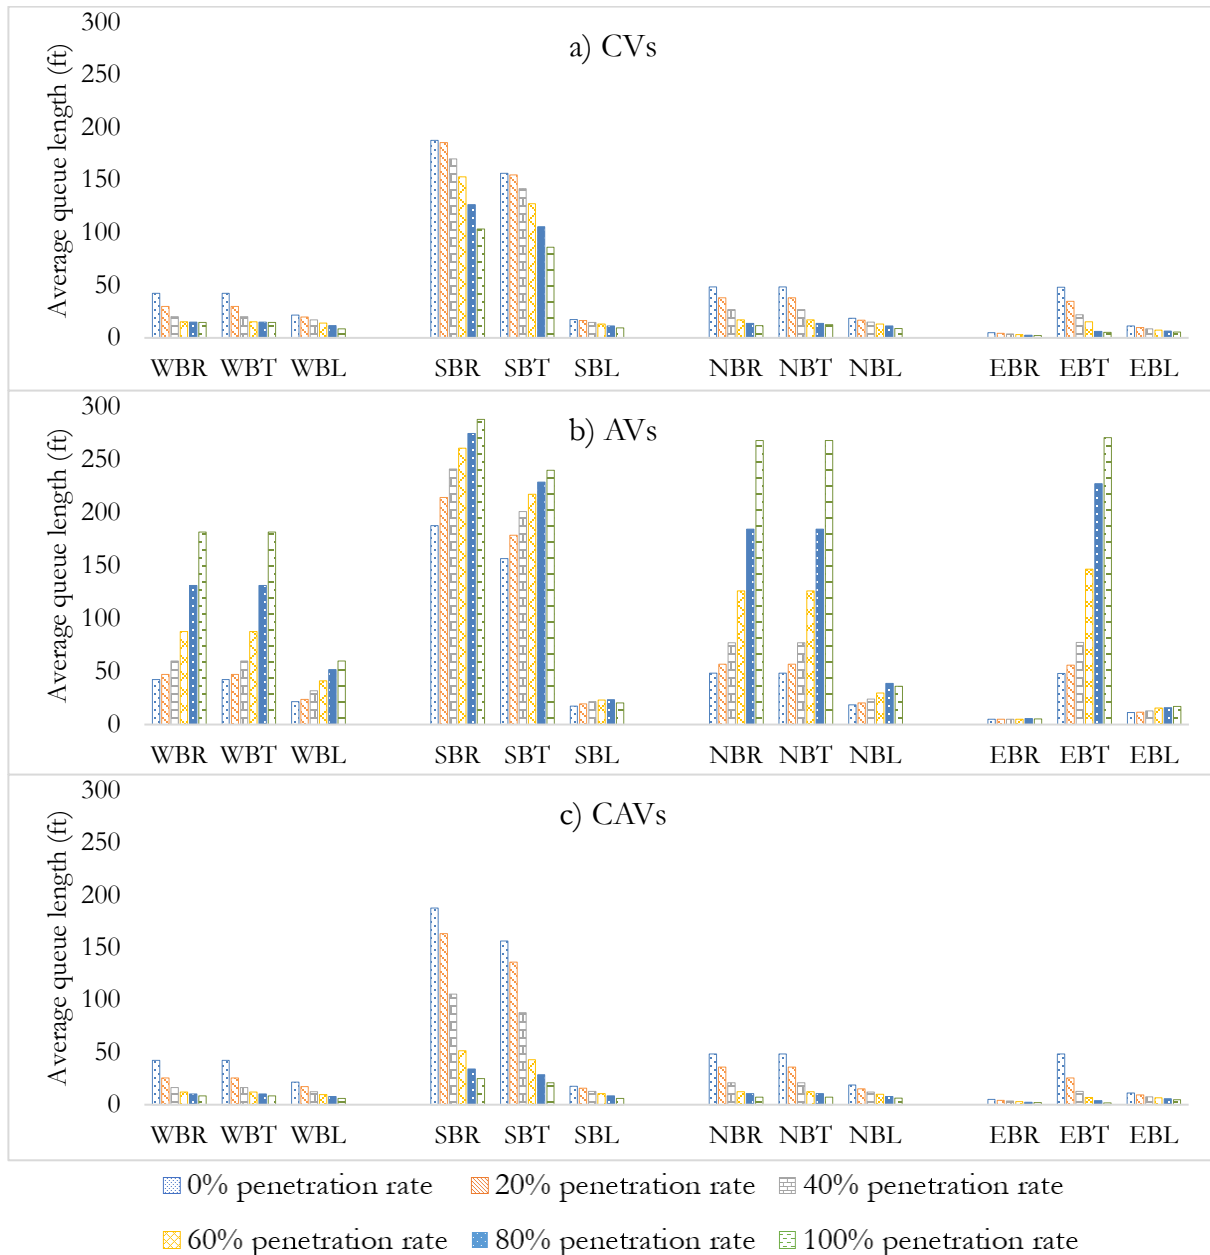 a) CVs
Average queue length (ft)
300
250
200
150
100
50
0
WBR WBT WBL SBR SBT SBL NBR NBT NBL EBR EBT EBL
b) AVs
Average queue length (ft)
300
250
200
150
100
50
0
WBR WBT WBL SBR SBT SBL NBR NBT NBL EBR EBT EBL
c) CAVs
Average queue length (ft)
300
250
200
150
100
50
0
WBR WBT WBL SBR SBT SBL NBR NBT NBL EBR EBT EBL
0% penetration rate 20% penetration rate 40% penetration rate
60% penetration rate 80% penetration rate 100% penetration rate